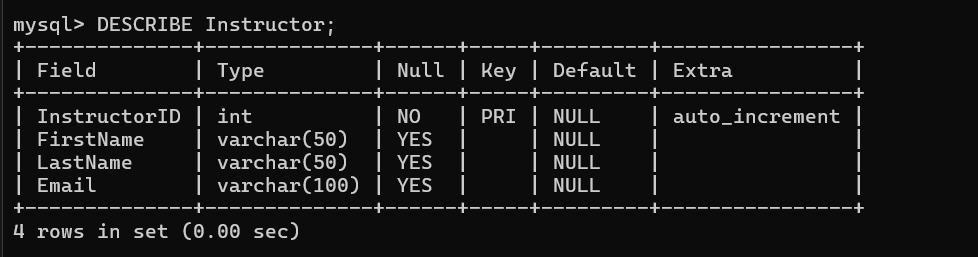 mysql> DESCRIBE Instructor;
+--------------+--------------+------+-----+---------+----------------+
| Field        | Type         | Null | Key | Default | Extra          |
+--------------+--------------+------+-----+---------+----------------+
| InstructorID | int          | NO   | PRI | NULL    | auto_increment |
| FirstName    | varchar(50)  | YES  |     | NULL    |                |
| LastName     | varchar(50)  | YES  |     | NULL    |                |
| Email        | varchar(100) | YES  |     | NULL    |                |
+--------------+--------------+------+-----+---------+----------------+
4 rows in set (0.00 sec)